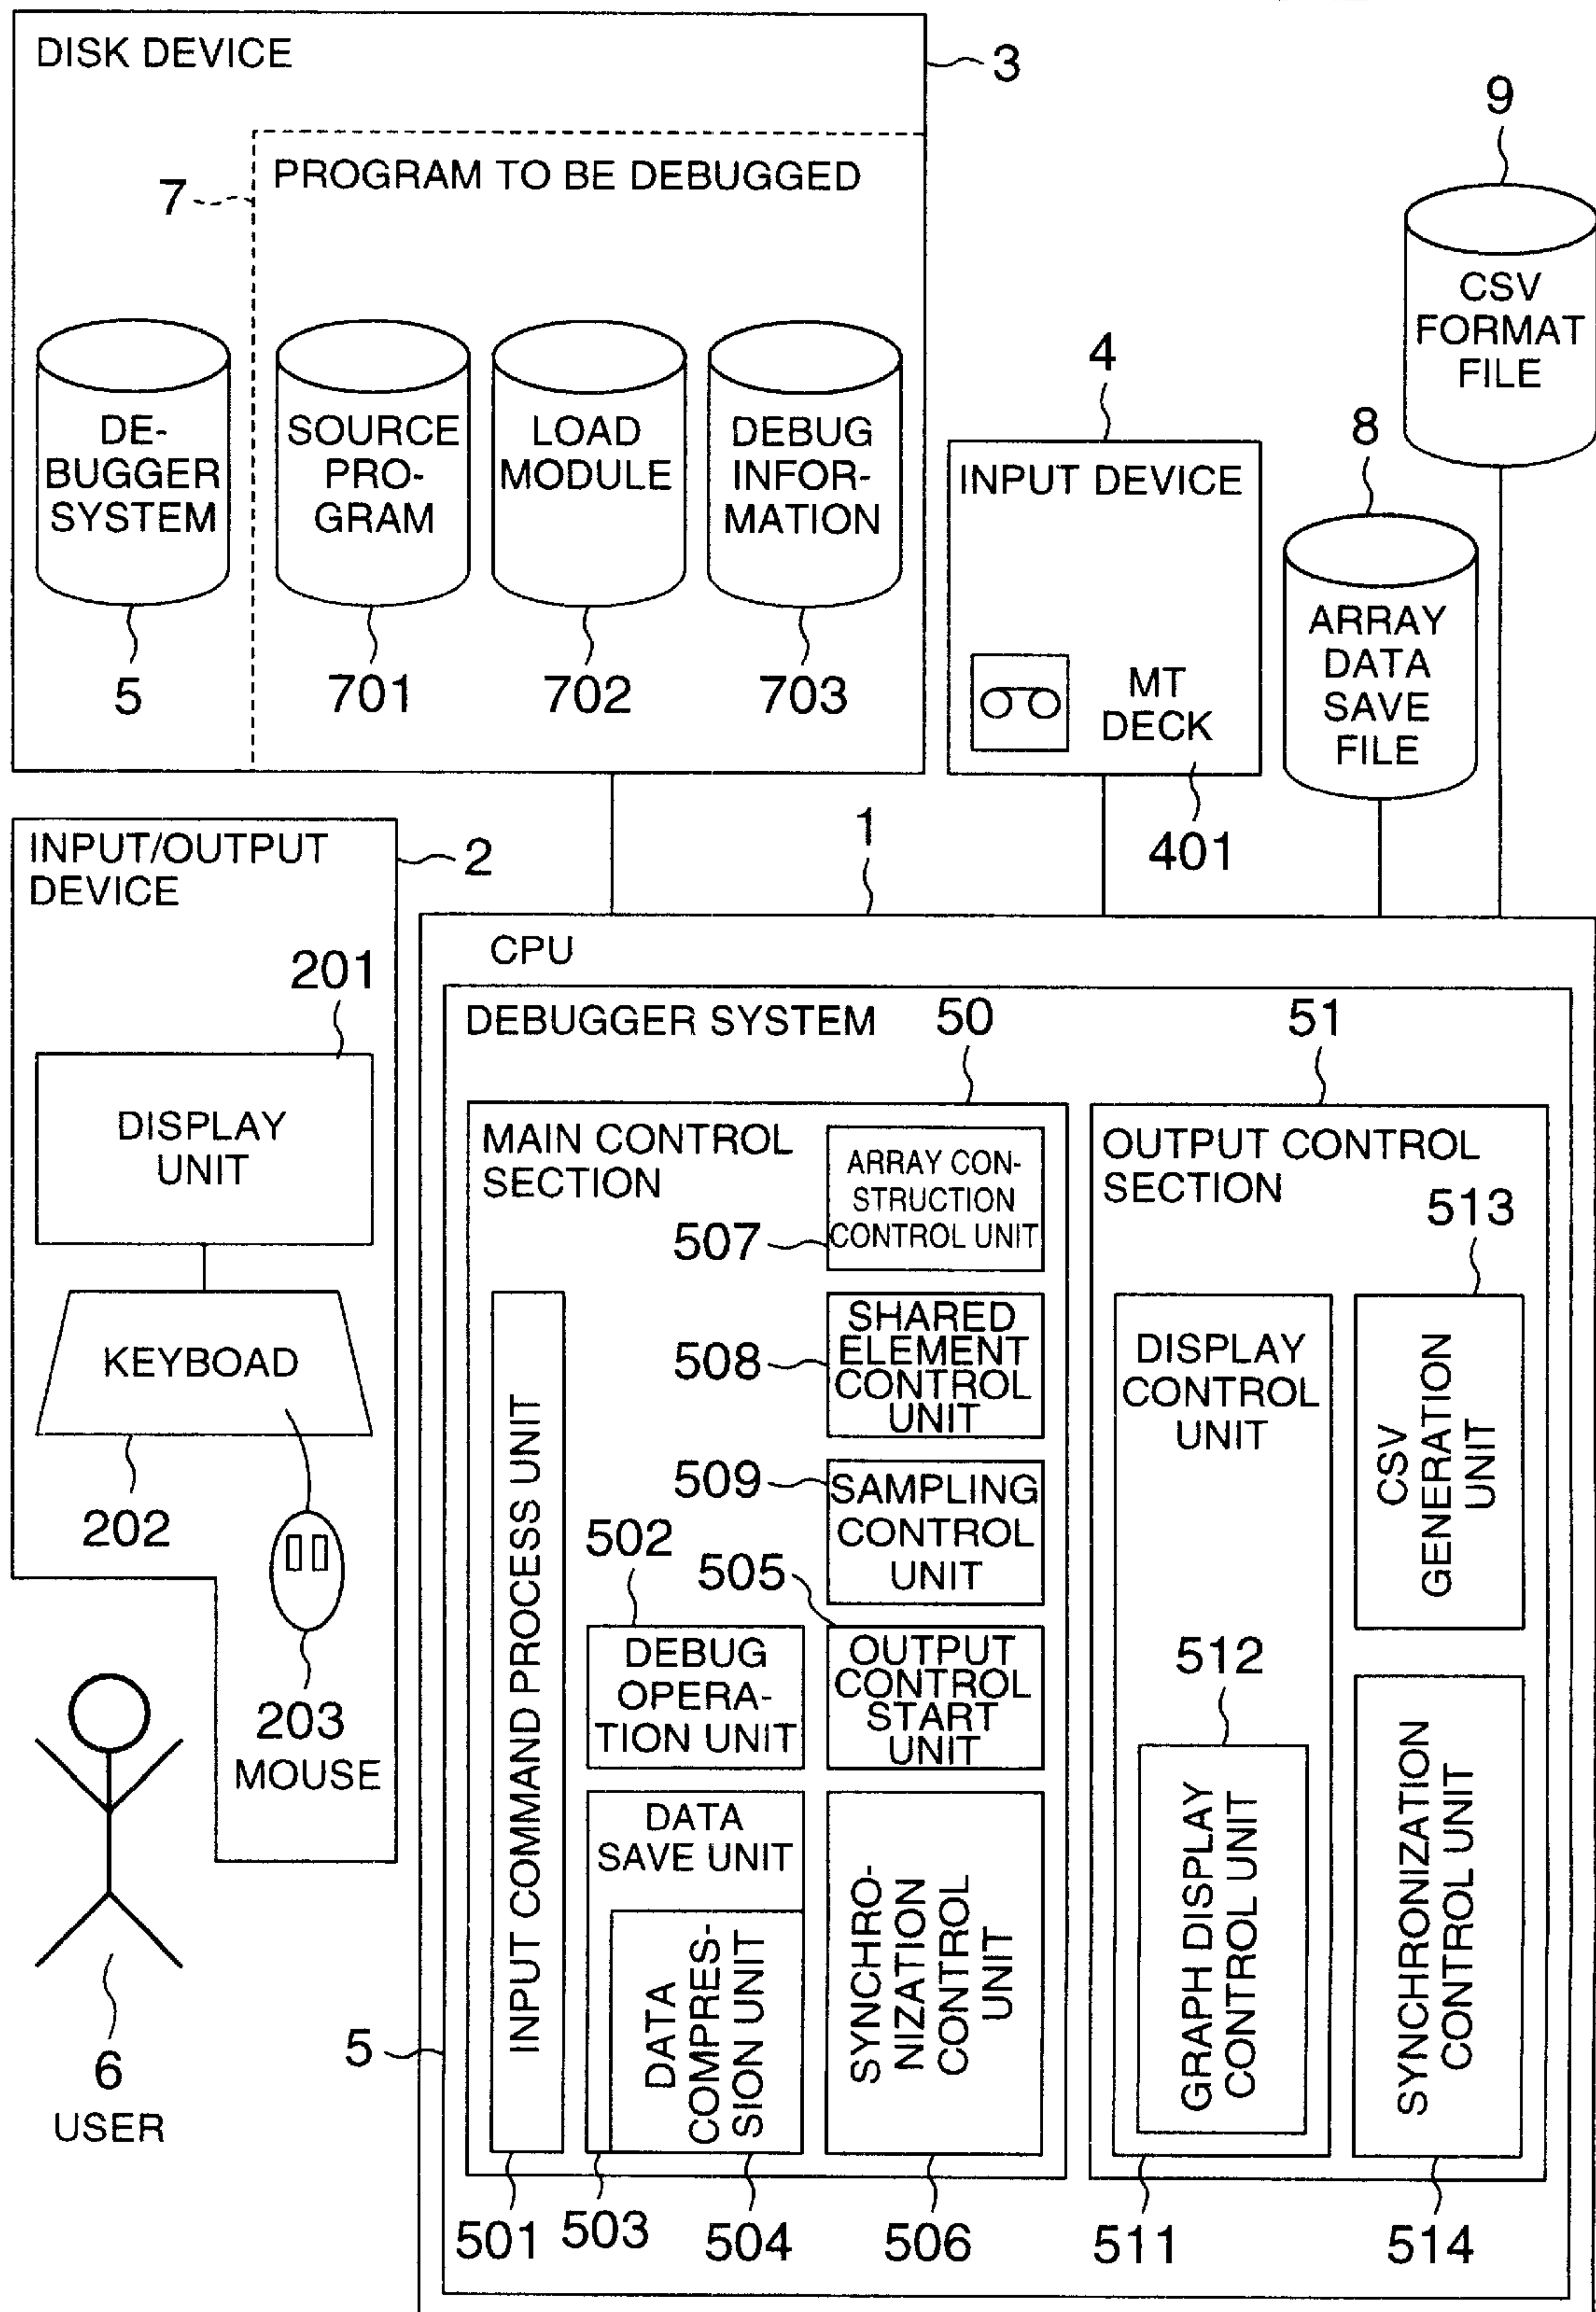 DISK DEVICE
3
7
PROGRAM TO BE DEBUGGED
DE-
BUGGER
SYSTEM
5
SOURCE
PRO-
GRAM
701
LOAD
MODULE
702
DEBUG
INFOR-
MATION
703
4
INPUT DEVICE
MT
DECK
401
8
ARRAY
DATA
SAVE
FILE
9
CSV
FORMAT
FILE
INPUT/OUTPUT
DEVICE
2
201
DISPLAY
UNIT
KEYBOAD
202
203
MOUSE
6
USER
1
CPU
DEBUGGER SYSTEM
5
50
MAIN CONTROL
SECTION
INPUT COMMAND PROCESS UNIT
501
502
DEBUG
OPERA-
TION UNIT
DATA
SAVE UNIT
503
DATA
COMPRES-
SION UNIT
504
ARRAY CON-
STRUCTION
CONTROL UNIT
507
SHARED
ELEMENT
CONTROL
UNIT
508
509
SAMPLING
CONTROL
UNIT
505
OUTPUT
CONTROL
START
UNIT
SYNCHRO-
NIZATION
CONTROL
UNIT
506
51
OUTPUT CONTROL
SECTION
DISPLAY
CONTROL
UNIT
511
512
GRAPH DISPLAY
CONTROL UNIT
513
CSV
GENERATION
UNIT
SYNCHRONIZATION
CONTROL UNIT
514